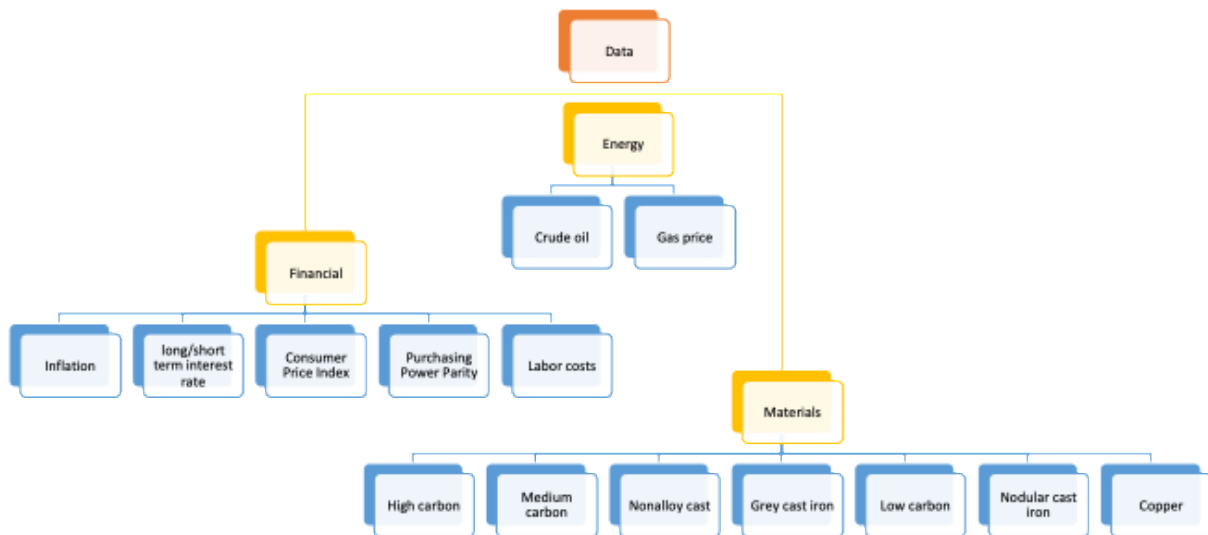 Data
Energy
Crude oil
Gas price
Financial
Inflation
long/short
term interest
rate
Consumer
Price Index
Purchasing
Power Parity
Labor costs
Materials
High carbon
Medium
carbon
Nonalloy cast
Grey cast iron
Low carbon
Nodular cast
iron
Copper